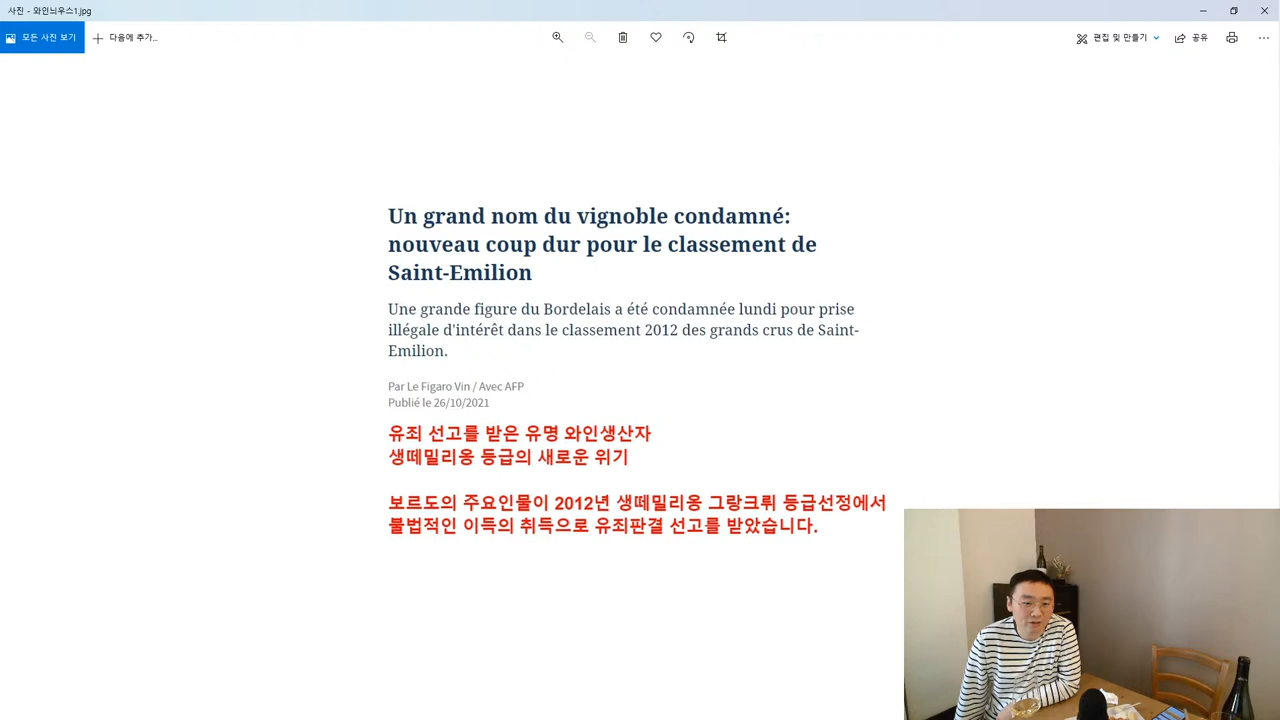 사진 - 와인늬우스1.jpg
모든 사진 보기
다음에 추가...
편집 및 만들기
공유
Un grand nom du vignoble condamné:
nouveau coup dur pour le classement de
Saint-Emilion
Une grande figure du Bordelais a été condamnée lundi pour prise
illégale d'intérêt dans le classement 2012 des grands crus de Saint-
Emilion.
Par Le Figaro Vin / Avec AFP
Publié le 26/10/2021
유죄 선고를 받은 유명 와인생산자
생떼밀리옹 등급의 새로운 위기
보르도의 주요인물이 2012년 생떼밀리옹 그랑크뤼 등급선정에서
불법적인 이득의 취득으로 유죄판결 선고를 받았습니다.